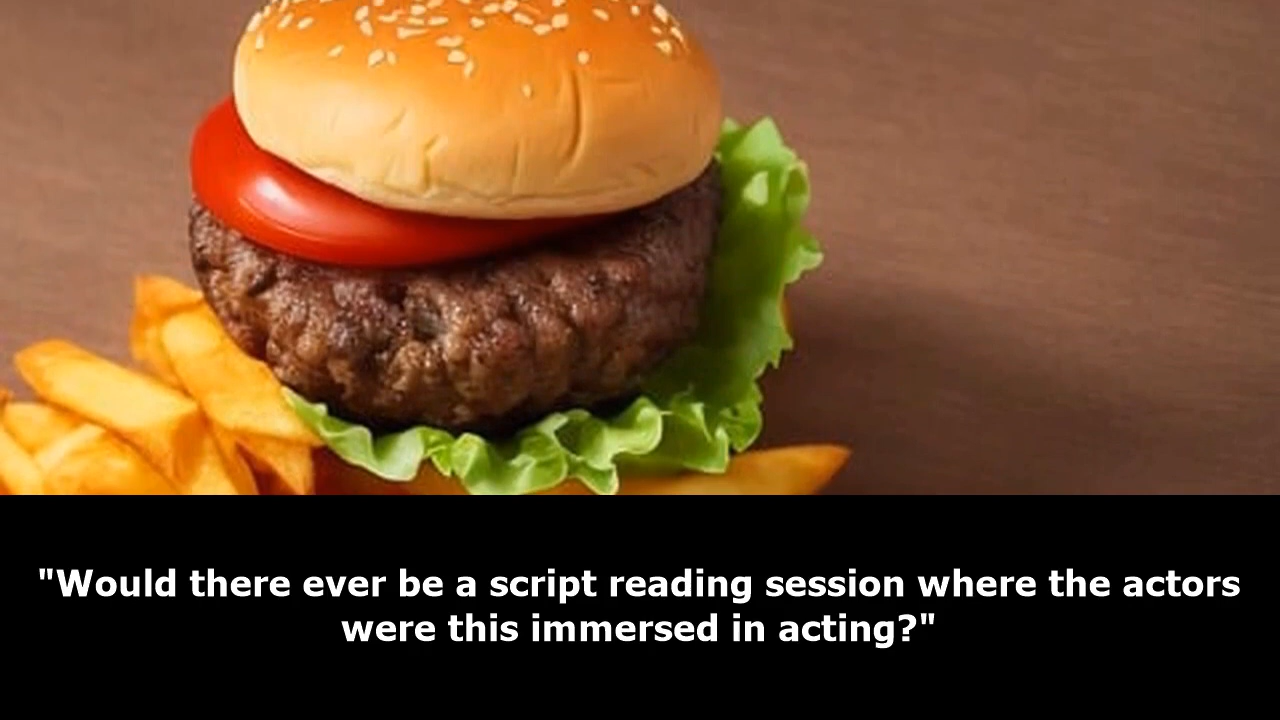 "Would there ever be a script reading session where the actors
were this immersed in acting?"